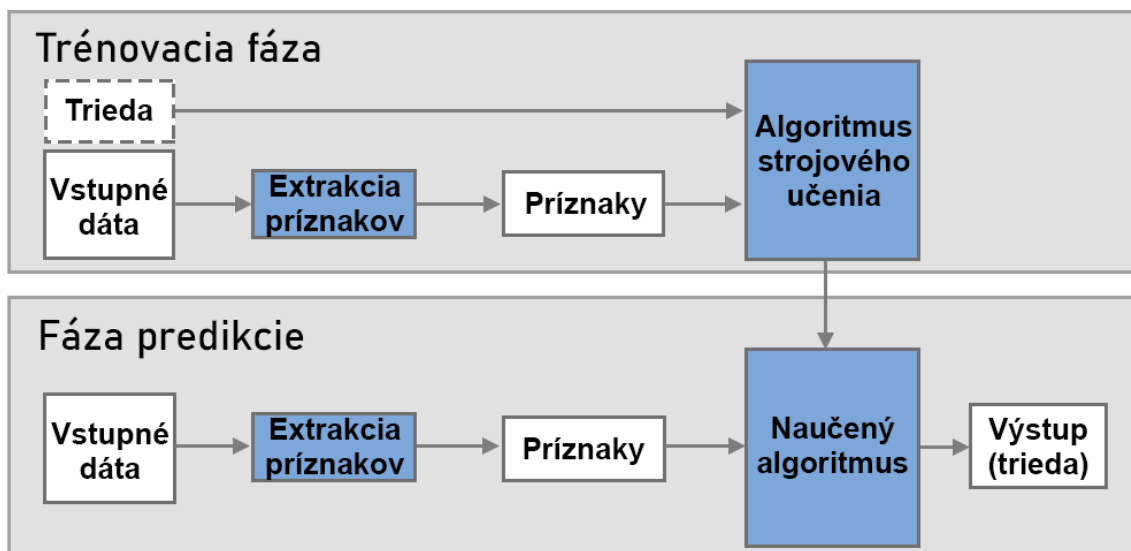 Trénovacia fáza
Trieda
Vstupné
dáta
Extrakcia
príznakov
Príznaky
Algoritmus
strojového
učenia
Fáza predikcie
Vstupné
dáta
Extrakcia
príznakov
Príznaky
Naučený
algoritmus
Výstup
(trieda)